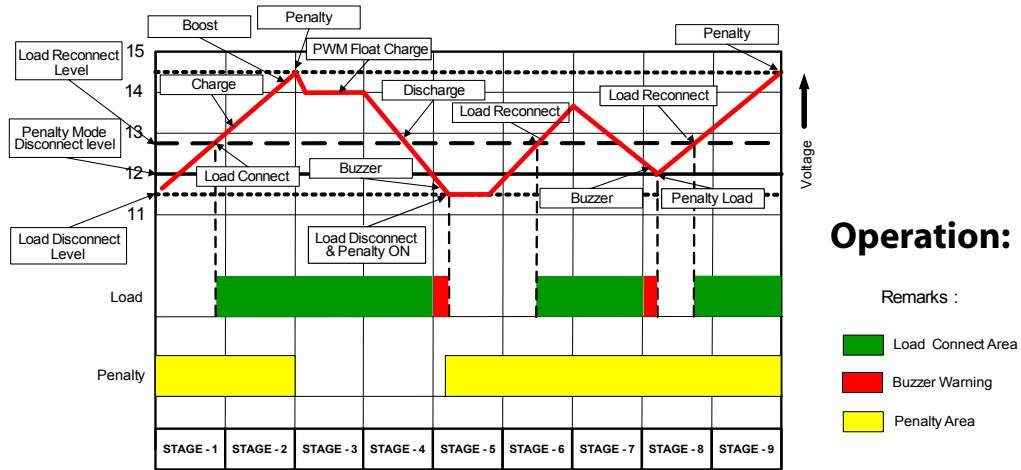 Boost
Penalty
Penalty
Load Reconnect
Level
15
PWM Float Charge
14
Charge
Discharge
Load Reconnect
Load Reconnect
Penalty Mode
Disconnect level
13
12
Load Connect
Buzzer
Buzzer
Penalty Load
Voltage
11
Load Disconnect
Level
Load Disconnect
& Penalty ON
Operation:
Load
Remarks :
Load Connect Area
Penalty
Buzzer Warning
Penalty Area
STAGE - 1
STAGE - 2
STAGE - 3
STAGE - 4
STAGE - 5
STAGE - 6
STAGE - 7
STAGE - 8
STAGE - 9